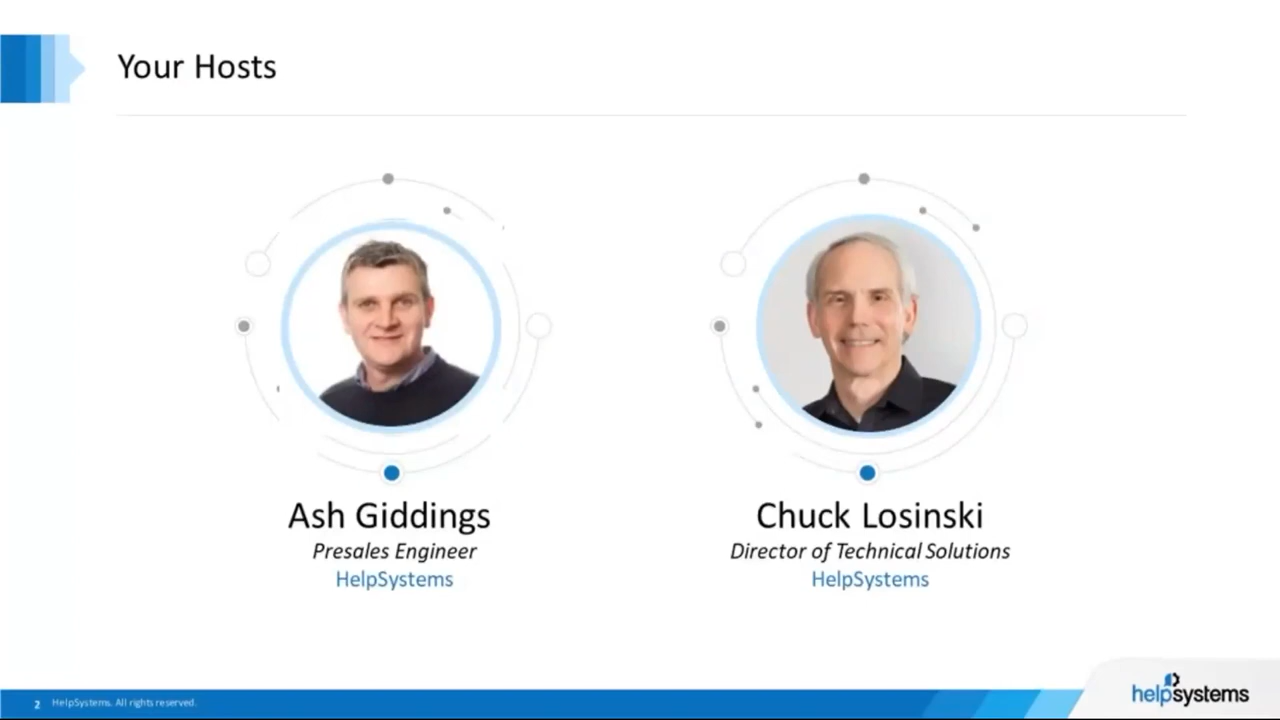 Your Hosts
Ash Giddings
Presales Engineer
HelpSystems
Chuck Losinski
Director of Technical Solutions
HelpSystems
2 HelpSystems. All rights reserved.
helpsystems